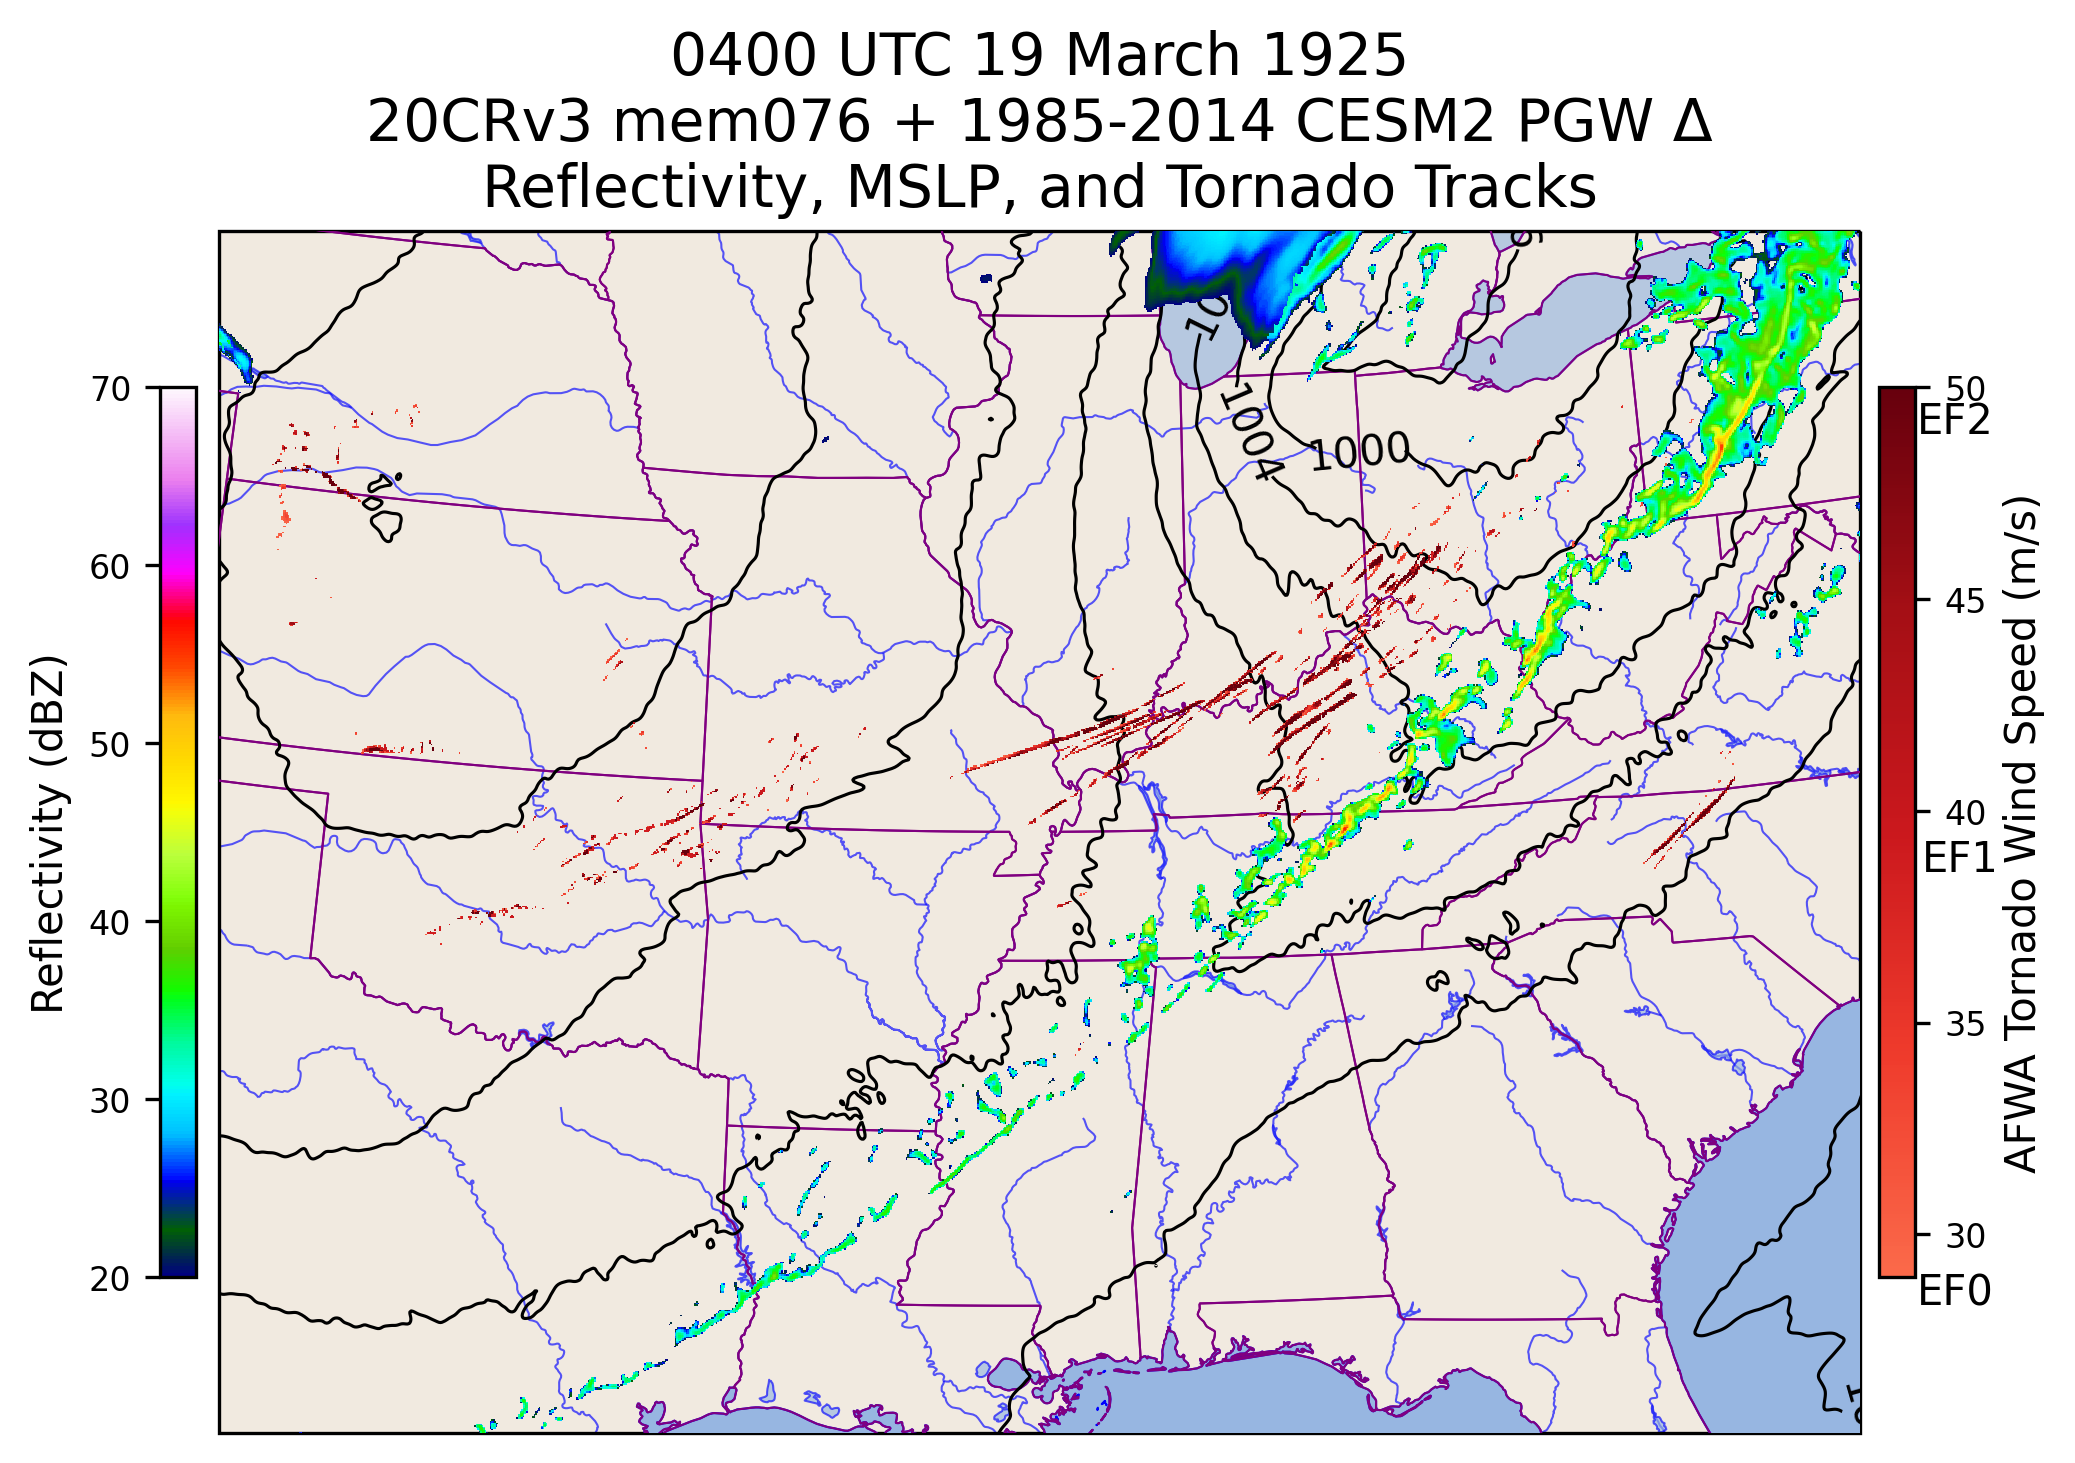 0400 UTC 19 March 1925
20CRv3 mem076 + 1985-2014 CESM2 PGW Δ
Reflectivity, MSLP, and Tornado Tracks
70
60
50
40
30
20
Reflectivity (dBZ)
1004
1000
50
EF2
45
40
EF1
35
30
EF0
AFWA Tornado Wind Speed (m/s)